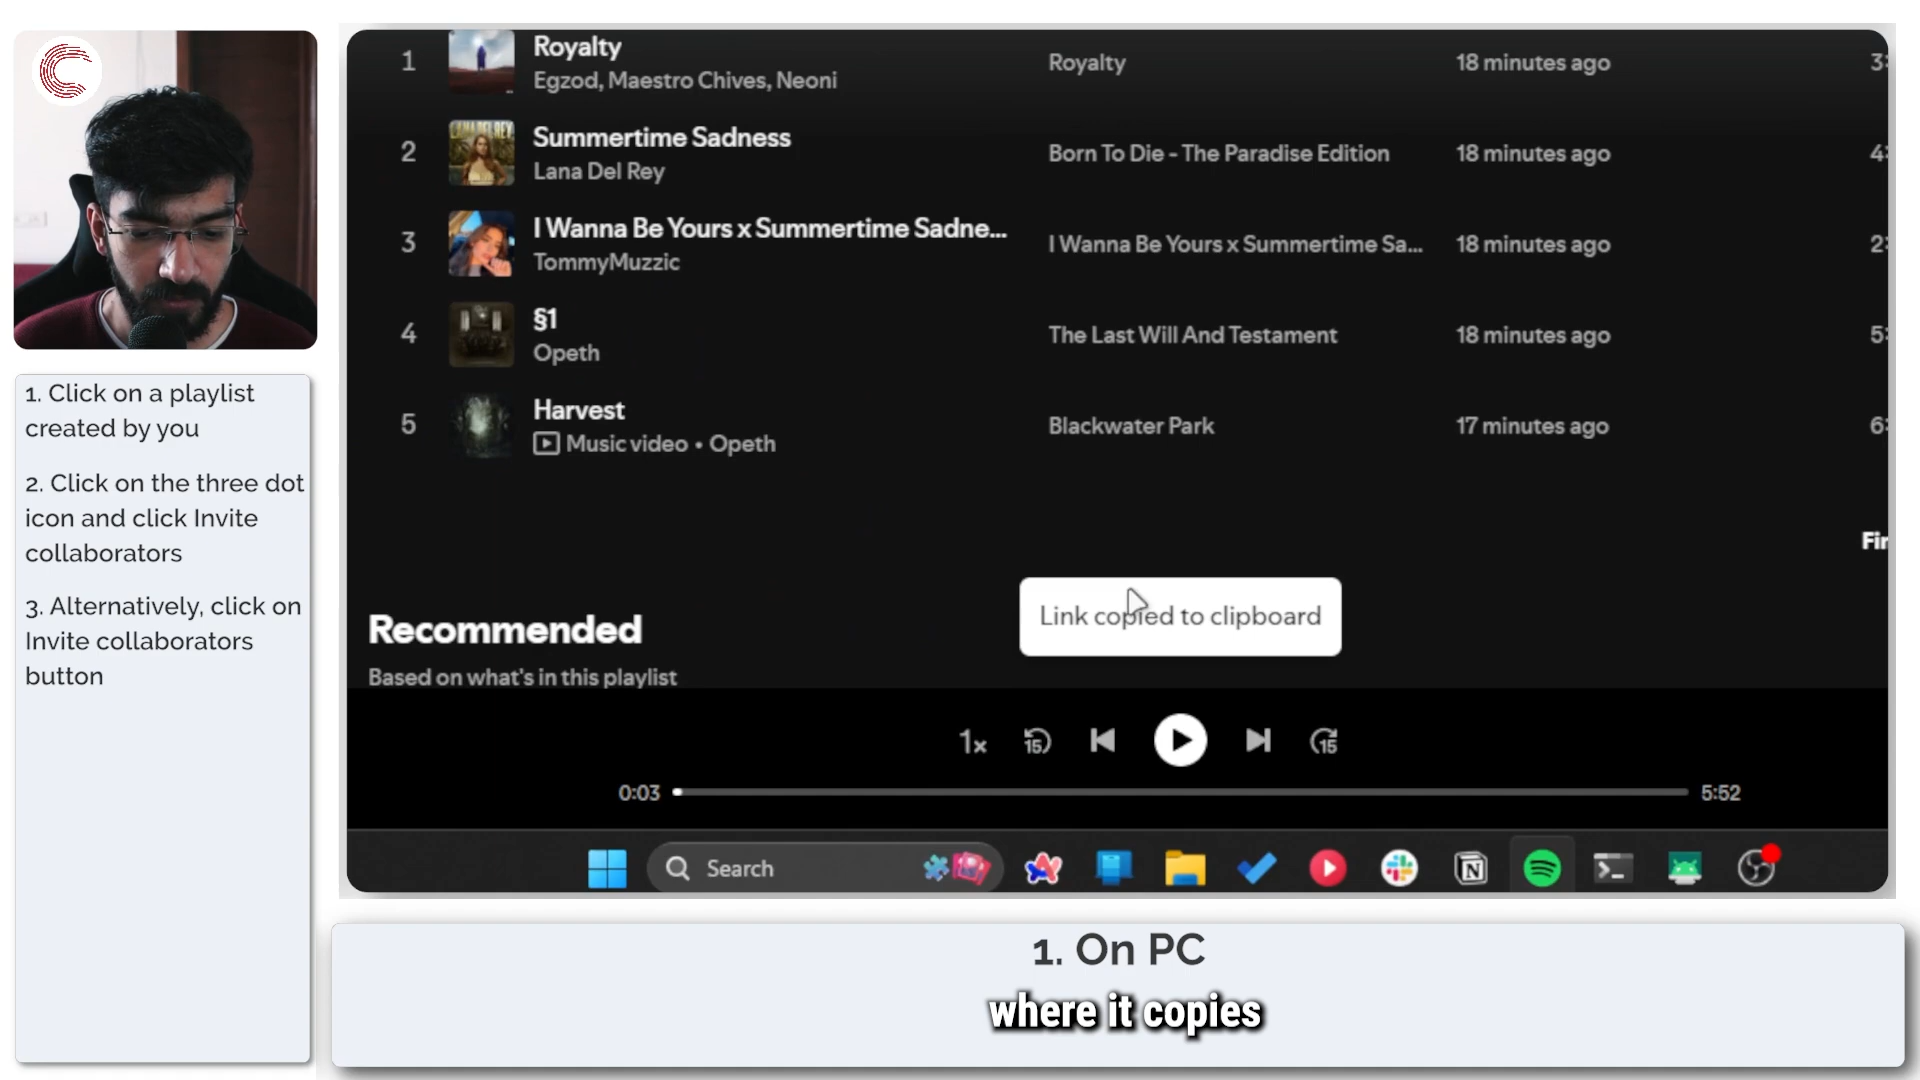 1. Click on a playlist
created by you
2. Click on the three dot
icon and click Invite
collaborators
3. Alternatively, click on
Invite collaborators
button
1
Royalty
Egzod, Maestro Chives, Neoni
Royalty
18 minutes ago
2
Summertime Sadness
Lana Del Rey
Born To Die - The Paradise Edition
18 minutes ago
3
I Wanna Be Yours x Summertime Sadne...
TommyMuzzic
I Wanna Be Yours x Summertime Sa...
18 minutes ago
4
§1
Opeth
The Last Will And Testament
18 minutes ago
5
Harvest
Music video • Opeth
Blackwater Park
17 minutes ago
Link copied to clipboard
Recommended
Based on what's in this playlist
1x
15
15
0:03
5:52
Search
1. On PC
where it copies